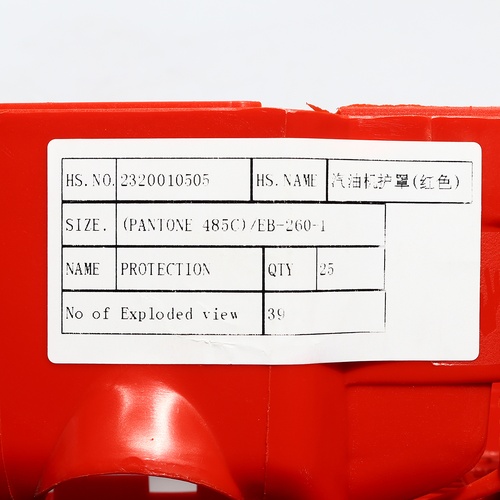 HS.NO. 2320010505 HS.NAME 汽油机护罩(红色)
SIZE. (PANTONE 485C)/EB-260-1
NAME PROTECTION QTY 25
No of Exploded view 39